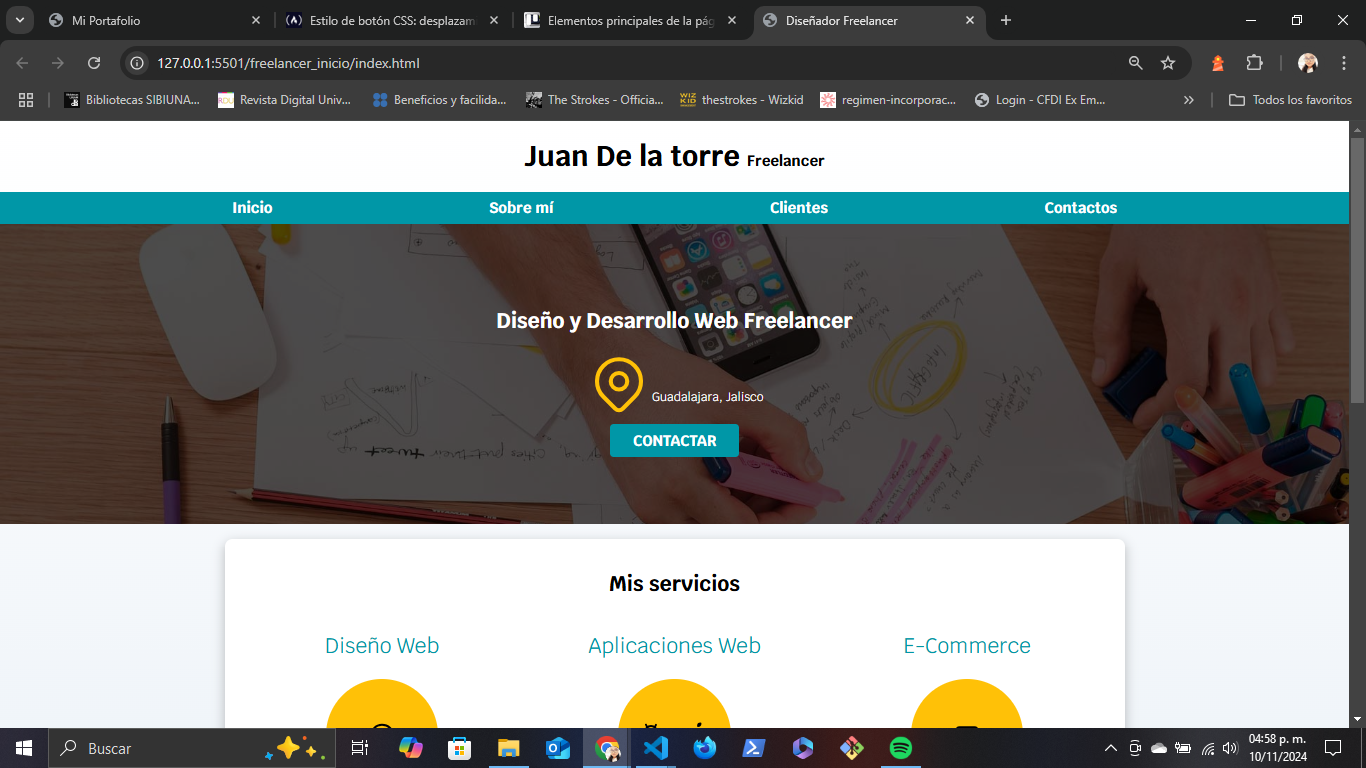 Mi Portafolio
Estilo de botón CSS: desplazam
Elementos principales de la pág
Diseñador Freelancer
127.0.0.1:5501/freelancer_inicio/index.html
Bibliotecas SIBIUNA...
Revista Digital Univ...
Beneficios y facilida...
The Strokes - Officia...
WIZ KID
thestrokes - Wizkid
regimen-incorporac...
Login - CFDI Ex Em...
Todos los favoritos
Juan De la torre Freelancer
Inicio
Sobre mí
Clientes
Contactos
Diseño y Desarrollo Web Freelancer
Guadalajara, Jalisco
CONTACTAR
Mis servicios
Diseño Web
Aplicaciones Web
E-Commerce
Buscar
04:58 p. m.
10/11/2024